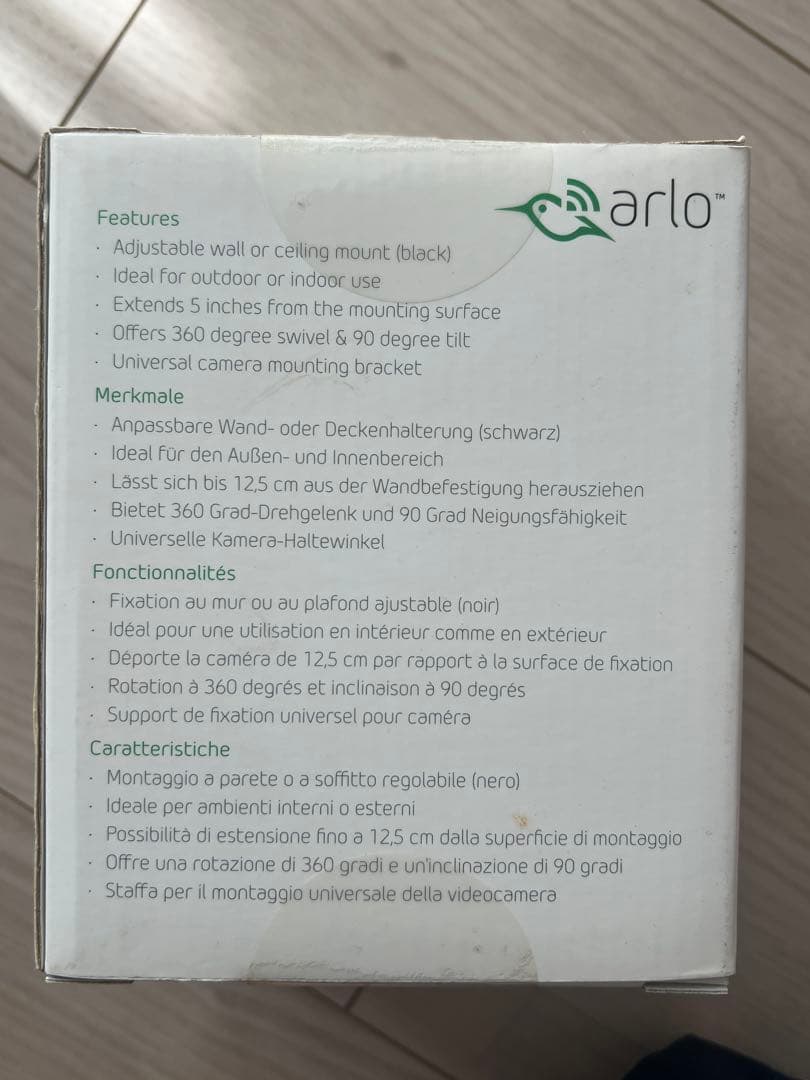 arlo™
Features
· Adjustable wall or ceiling mount (black)
· Ideal for outdoor or indoor use
· Extends 5 inches from the mounting surface
· Offers 360 degree swivel & 90 degree tilt
· Universal camera mounting bracket
Merkmale
· Anpassbare Wand- oder Deckenhalterung (schwarz)
· Ideal für den Außen- und Innenbereich
· Lässt sich bis 12,5 cm aus der Wandbefestigung herausziehen
· Bietet 360 Grad-Drehgelenk und 90 Grad Neigungsfähigkeit
· Universelle Kamera-Haltewinkel
Fonctionnalités
· Fixation au mur ou au plafond ajustable (noir)
· Idéal pour une utilisation en intérieur comme en extérieur
· Déporte la caméra de 12,5 cm par rapport à la surface de fixation
· Rotation à 360 degrés et inclinaison à 90 degrés
· Support de fixation universel pour caméra
Caratteristiche
· Montaggio a parete o a soffitto regolabile (nero)
· Ideale per ambienti interni o esterni
· Possibilità di estensione fino a 12,5 cm dalla superficie di montaggio
· Offre una rotazione di 360 gradi e un'inclinazione di 90 gradi
· Staffa per il montaggio universale della videocamera